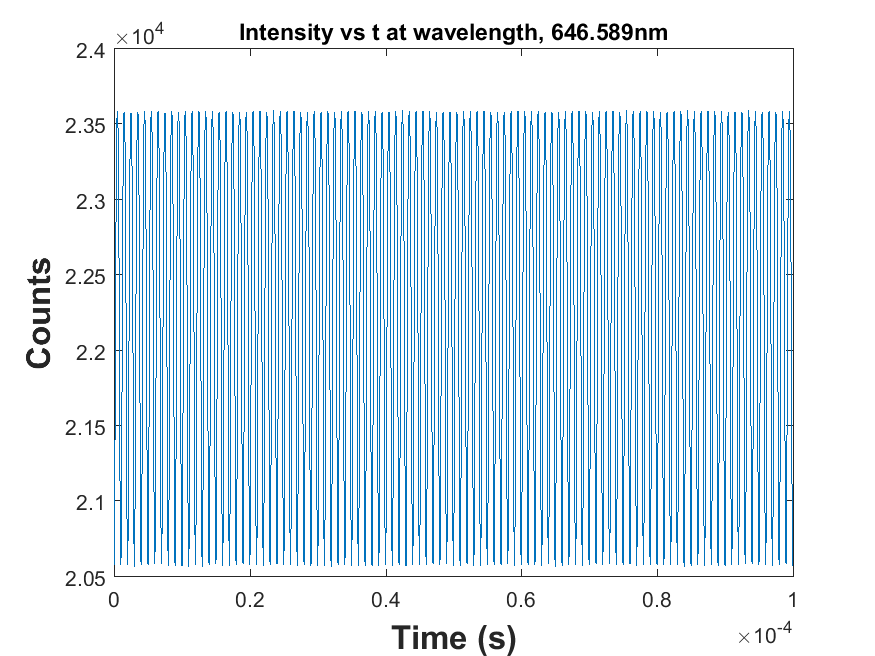 Intensity vs t at wavelength, 646.589nm
×10^4
2.4
2.35
2.3
2.25
2.2
2.15
2.1
2.05
Counts
0 0.2 0.4 0.6 0.8 1
Time (s)
×10^-4